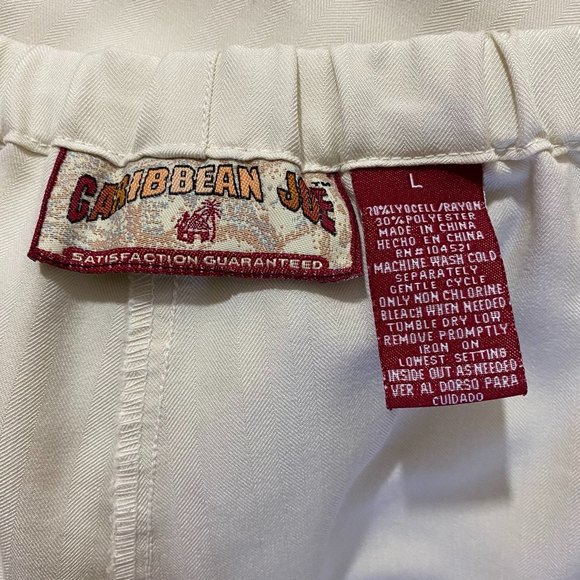 CARIBBEAN JOE
SATISFACTION GUARANTEED
L
70%LYOCELL/RAYON
30%POLYESTER
MADE IN CHINA
HECHO EN CHINA
RN#104521
MACHINE WASH COLD
SEPARATELY
GENTLE CYCLE
ONLY NON CHLORINE
BLEACH WHEN NEEDED
TUMBLE DRY LOW
REMOVE PROMPTLY
IRON ON
LOWEST SETTING
INSIDE OUT AS NEEDED
VER AL DORSO PARA
CUIDADO